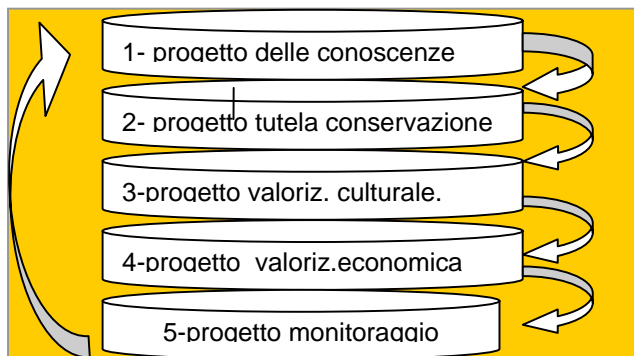 1- progetto delle conoscenze
2- progetto tutela conservazione
3-progetto valoriz. culturale.
4-progetto  valoriz.economica
5-progetto monitoraggio